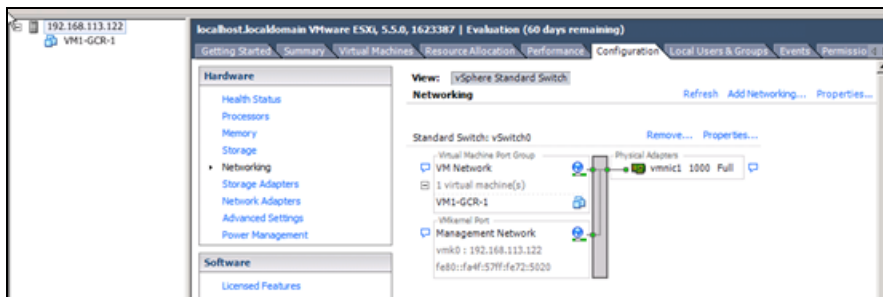 192.168.113.122
VM1-GCR-1
localhost.localdomain VMware ESXi, 5.5.0, 1623387 | Evaluation (60 days remaining)
Getting Started Summary Virtual Machines Resource Allocation Performance Configuration Local Users & Groups Events Permissio
Hardware
Health Status
Processors
Memory
Storage
Networking
Storage Adapters
Network Adapters
Advanced Settings
Power Management
Software
Licensed Features
View: vSphere Standard Switch
Networking
Refresh Add Networking... Properties...
Standard Switch: vSwitch0
Remove... Properties...
Virtual Machine Port Group
Physical Adapters
VM Network
vmnic1 1000 Full
1 virtual machine(s)
VM1-GCR-1
VMkernel Port
Management Network
vmk0 : 192.168.113.122
fe80::fa4f:57ff:fe72:5020